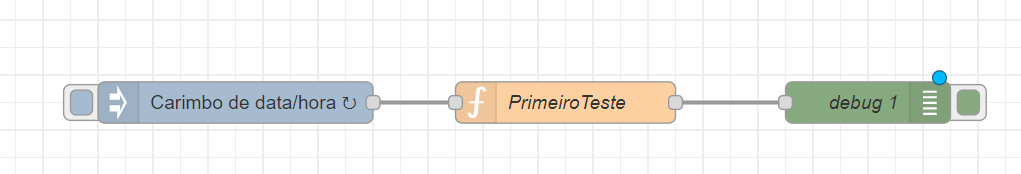 Carimbo de data/hora ↻
PrimeiroTeste
debug 1